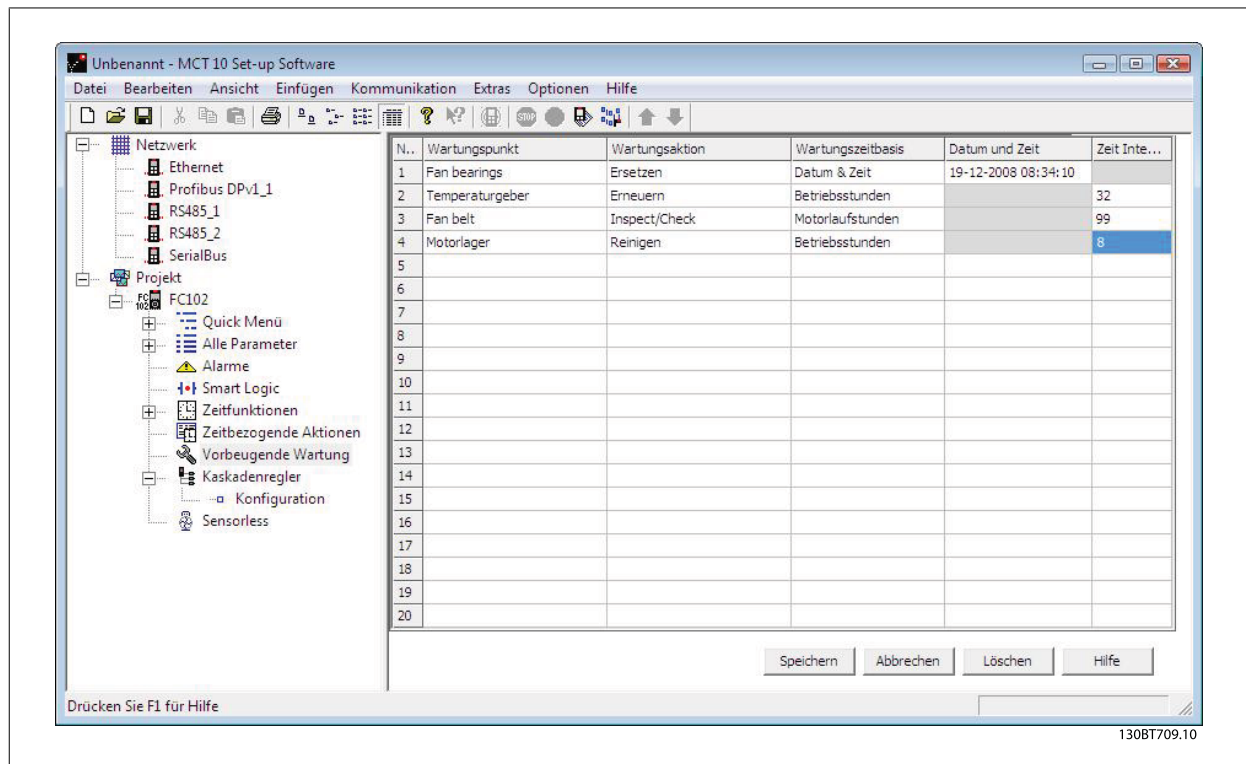 Unbenannt - MCT 10 Set-up Software
Datei Bearbeiten Ansicht Einfügen Kommunikation Extras Optionen Hilfe
STOP
Netzwerk
Ethernet
Profibus DPv1_1
RS485_1
RS485_2
SerialBus
Projekt
FC 102 FC102
Quick Menü
Alle Parameter
Alarme
Smart Logic
Zeitfunktionen
Zeitbezogende Aktionen
Vorbeugende Wartung
Kaskadenregler
Konfiguration
Sensorless
N... Wartungspunkt Wartungsaktion Wartungszeitbasis Datum und Zeit Zeit Inte...
1 Fan bearings Ersetzen Datum & Zeit 19-12-2008 08:34:10
2 Temperaturgeber Erneuern Betriebsstunden 32
3 Fan belt Inspect/Check Motorlaufstunden 99
4 Motorlager Reinigen Betriebsstunden 8
5
6
7
8
9
10
11
12
13
14
15
16
17
18
19
20
Speichern Abbrechen Löschen Hilfe
Drücken Sie F1 für Hilfe
130BT709.10